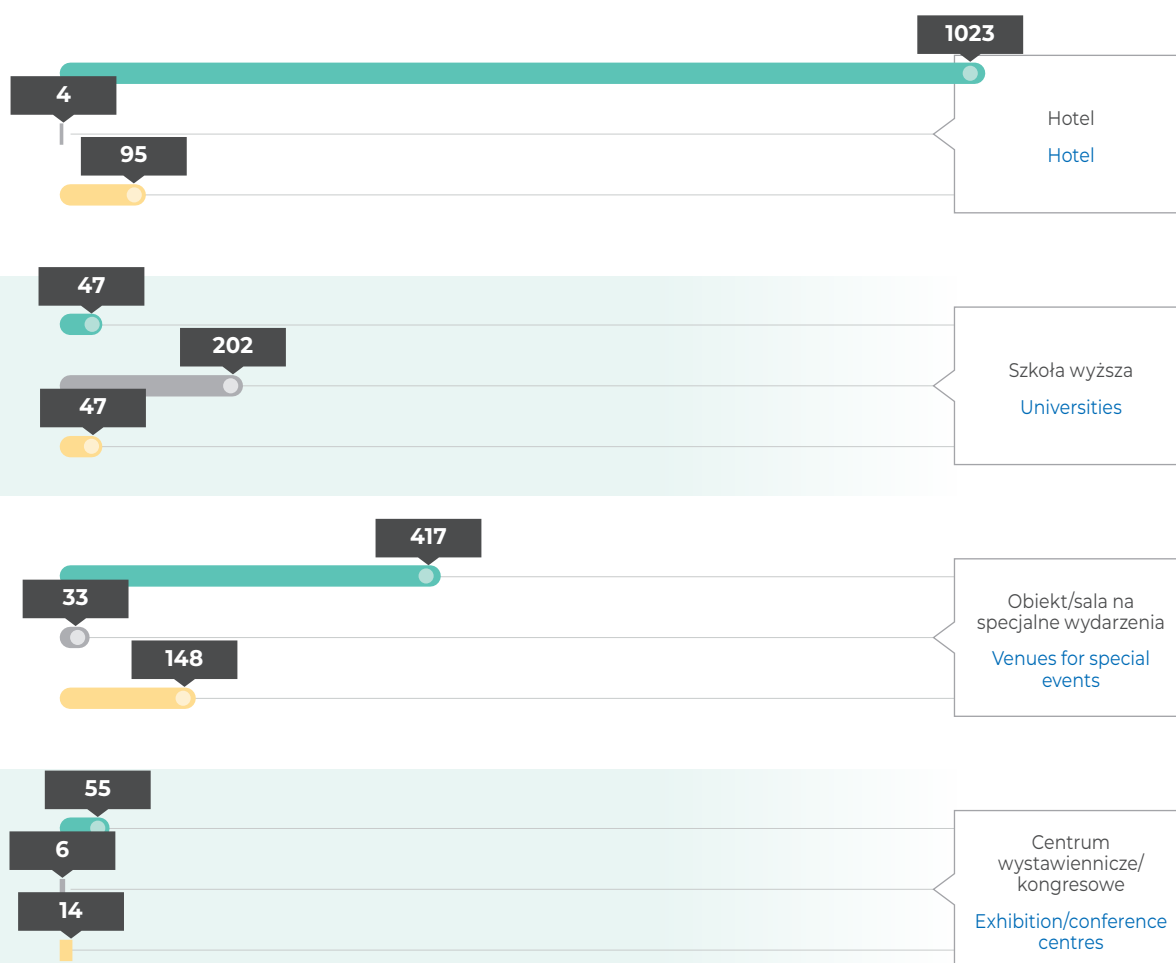 1023
4
95
Hotel
Hotel
47
202
47
Szkoła wyższa
Universities
417
33
148
Obiekt/sala na
specjalne wydarzenia
Venues for special
events
55
6
14
Centrum
wystawiennicze/
kongresowe
Exhibition/conference
centres